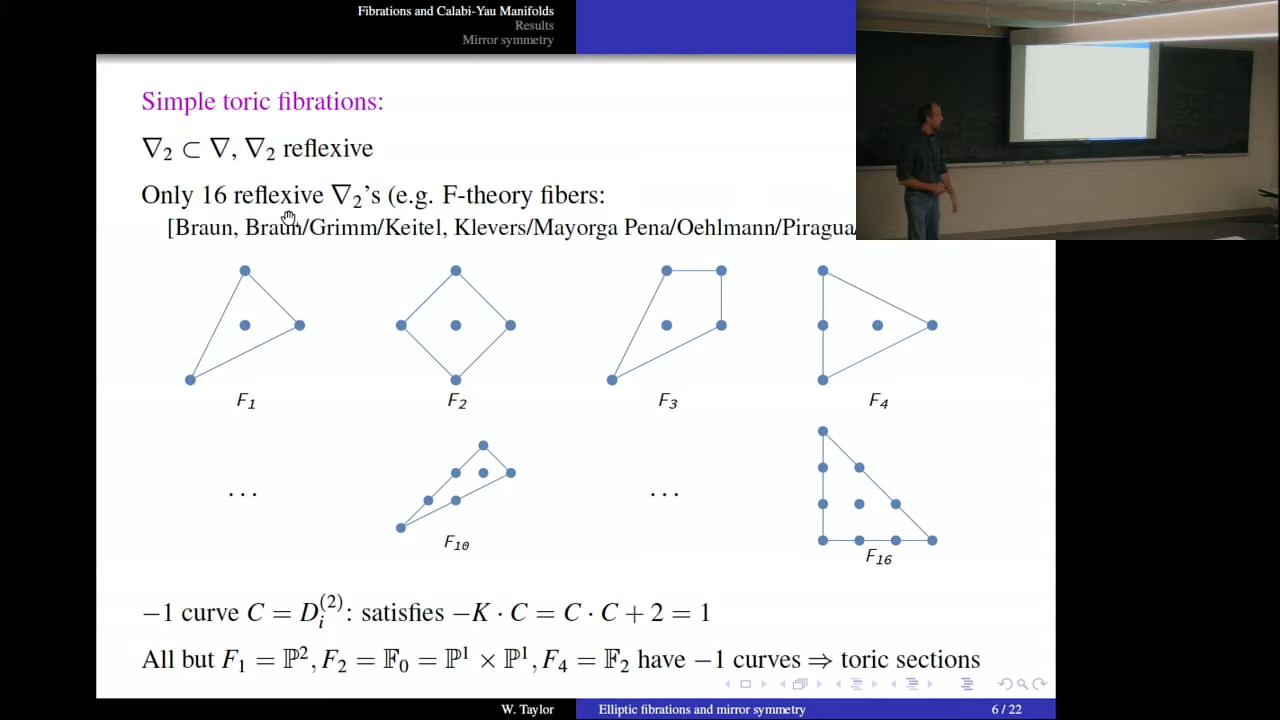 Fibrations and Calabi-Yau Manifolds
Results
Mirror symmetry
Simple toric fibrations:
∇₂ ⊂ ∇, ∇₂ reflexive
Only 16 reflexive ∇₂'s (e.g. F-theory fibers:
[Braun, Braun/Grimm/Keitel, Klevers/Mayorga Pena/Oehlmann/Piragua/
F₁ F₂ F₃ F₄
... F₁₀ ... F₁₆
−1 curve C = Dᵢ⁽²⁾: satisfies −K · C = C · C + 2 = 1
All but F₁ = ℙ², F₂ = 𝔽₀ = ℙ¹ × ℙ¹, F₄ = 𝔽₂ have −1 curves ⇒ toric sections
W. Taylor Elliptic fibrations and mirror symmetry 6 / 22